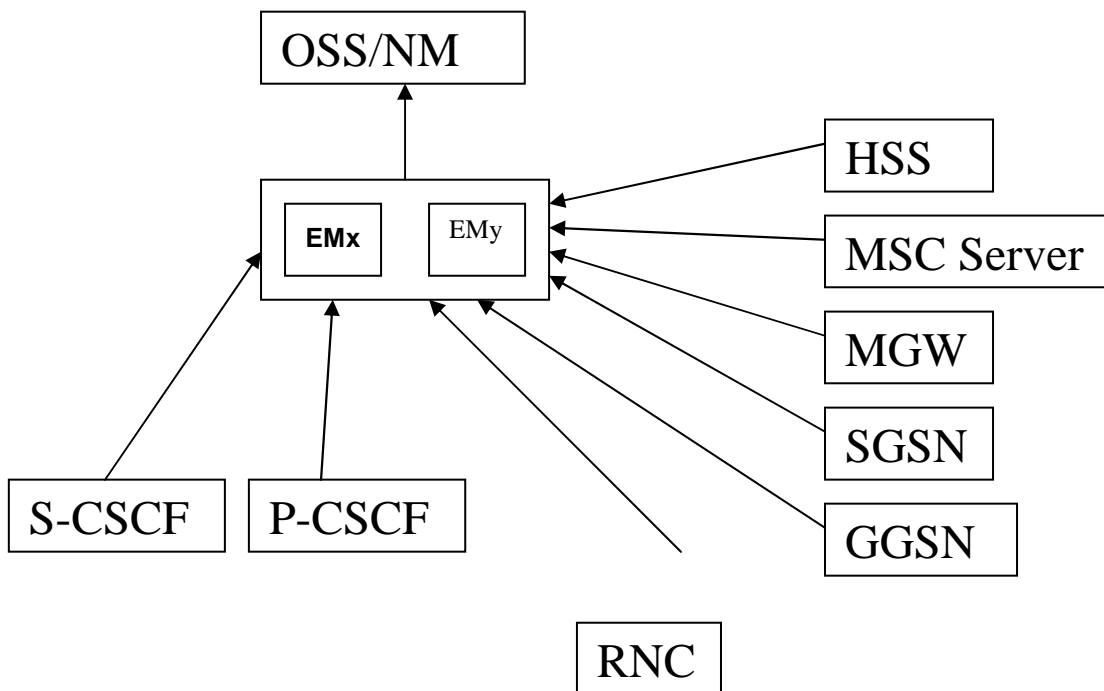 OSS/NM
HSS
EMx
EMy
MSC Server
MGW
SGSN
S-CSCF
P-CSCF
GGSN
RNC